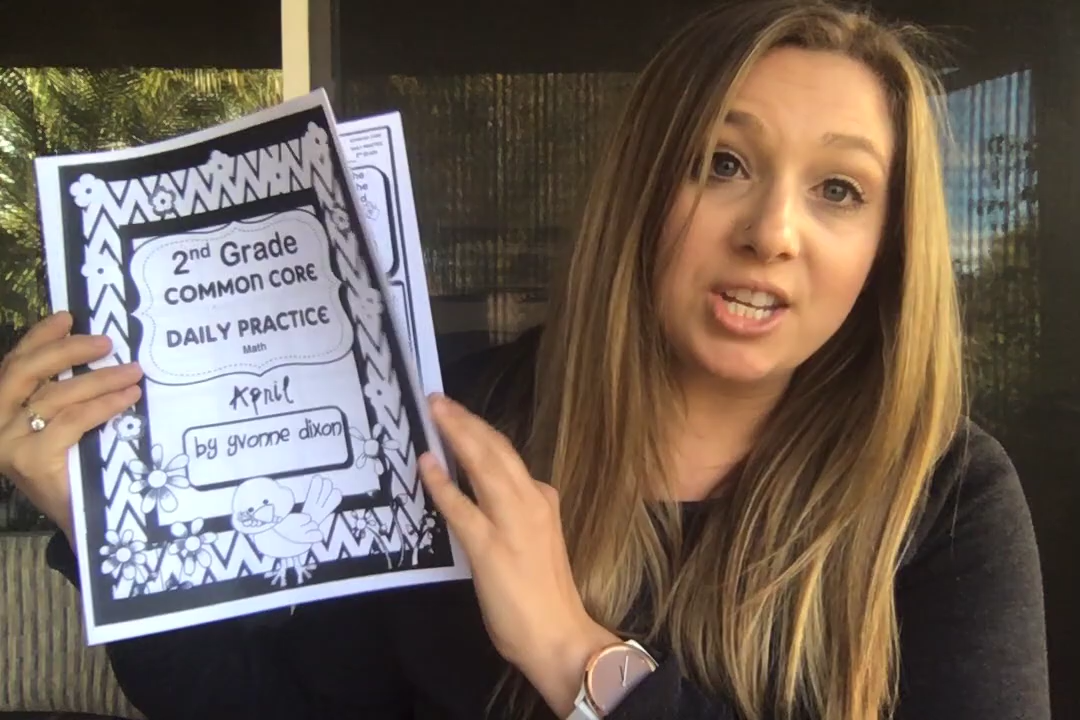 2nd Grade
COMMON CORE
DAILY PRACTICE
Math
April
by yvonne dixon